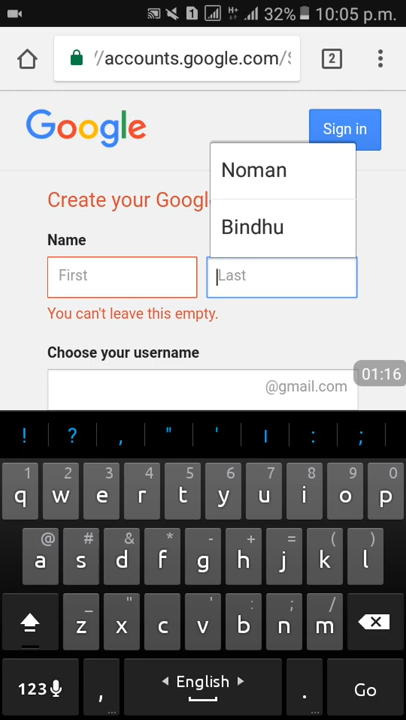 32% 10:05 p.m.
//accounts.google.com/S
2
Google
Sign in
Noman
Bindhu
Create your Googl
Name
First
Last
You can't leave this empty.
Choose your username
@gmail.com
01:16
! ? , " ' ı : ;
1 2 3 4 5 6 7 8 9 0
q w e r t y u i o p
@ # & * - + = ( )
a s d f g h j k l
_ " ' : ; /
z x c v b n m
123 , English . Go